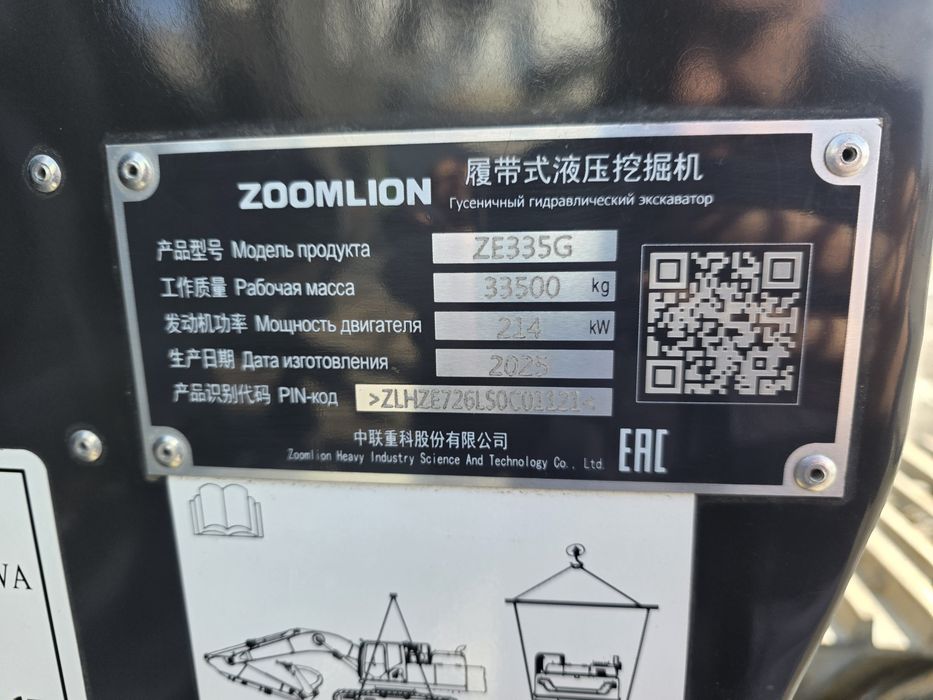 ZOOMLION
履带式液压挖掘机
Гусеничный гидравлический экскаватор
产品型号 Модель продукта ZE335G
工作质量 Рабочая масса 33500 kg
发动机功率 Мощность двигателя 214 kW
生产日期 Дата изготовления 2025
产品识别代码 PIN-код
中联重科股份有限公司
Zoomlion Heavy Industry Science And Technology Co., Ltd.
EAC